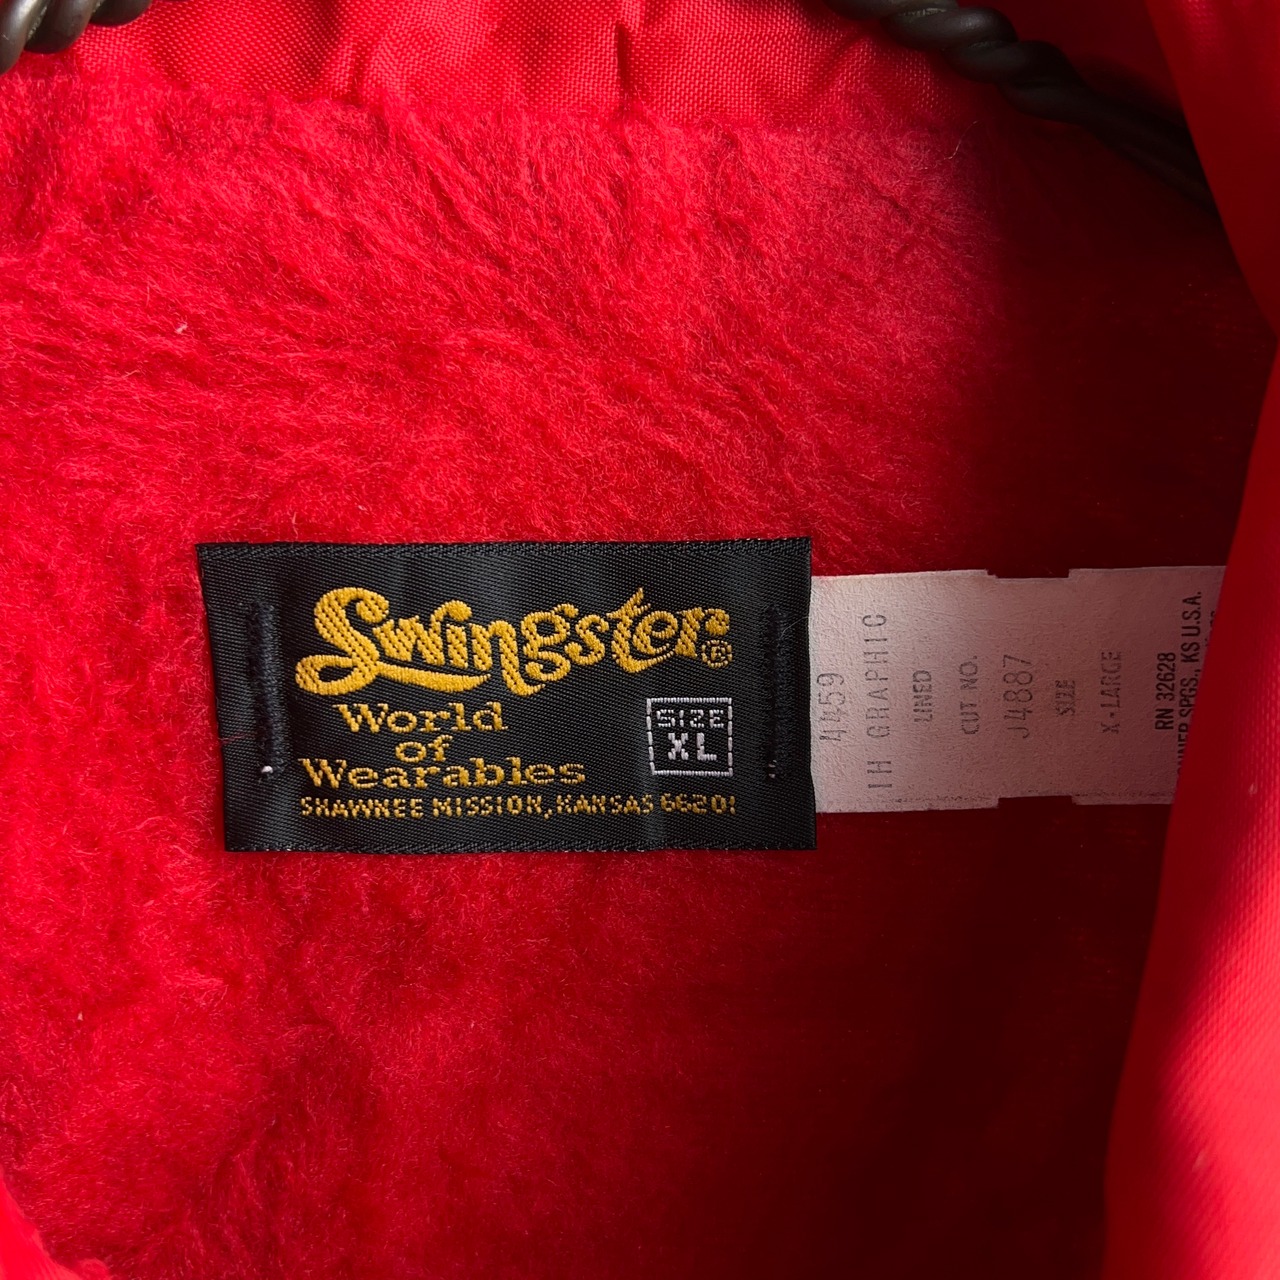 Swingster®
World
of
Wearables
SHAWNEE MISSION, KANSAS 66201
SIZE
XL
4459
IH GRAPHIC
LINED
CUT NO.
J4887
SIZE
X-LARGE
RN 32628
SPGS., KS U.S.A.